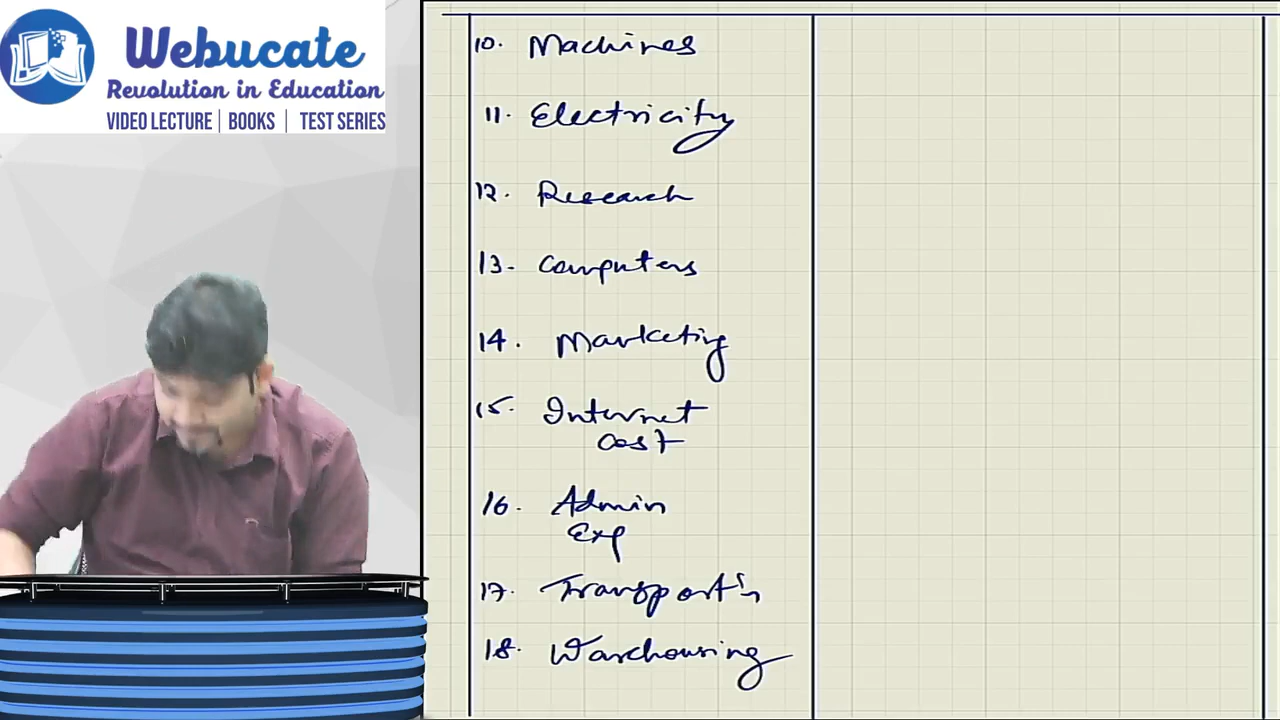 Webucate
Revolution in Education
VIDEO LECTURE | BOOKS | TEST SERIES
10. Machines
11. Electricity
12. Research
13. Computers
14. Marketing
15. Internet
Cost
16. Admin
Exp
17. Transport'n
18. Warehousing